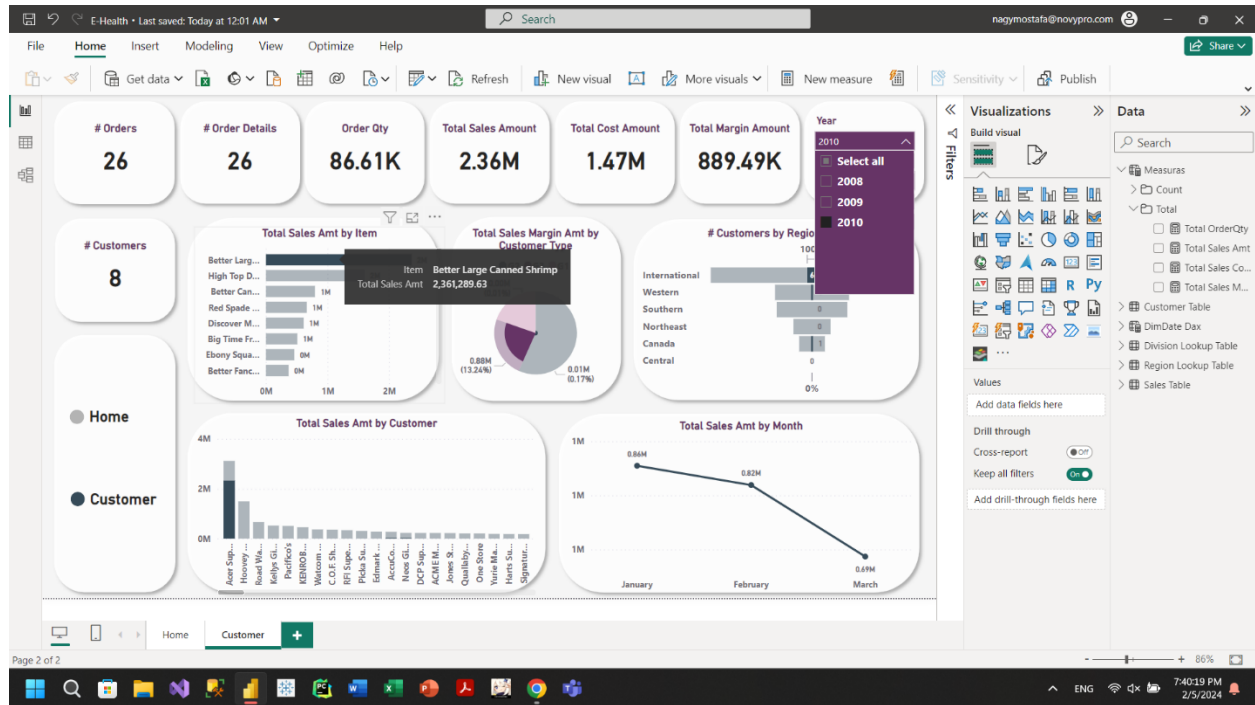 E-Health • Last saved: Today at 12:01 AM
Search
nagymostafa@novypro.com
File Home Insert Modeling View Optimize Help
Share
Get data
Refresh
New visual
More visuals
New measure
Sensitivity
Publish
# Orders
26
# Order Details
26
Order Qty
86.61K
Total Sales Amount
2.36M
Total Cost Amount
1.47M
Total Margin Amount
889.49K
Year
2010
Select all
2008
2009
2010
# Customers
8
Home
Customer
Total Sales Amt by Item
Better Larg...
High Top D...
Better Can... 1M
Red Spade ... 1M
Discover M... 1M
Big Time Fr... 1M
Ebony Squa... 0M
Better Fanc... 0M
0M 1M 2M
Item Better Large Canned Shrimp
Total Sales Amt 2,361,289.63
Total Sales Margin Amt by
Customer Type
0.88M
(13.24%)
0.01M
(0.17%)
# Customers by Regio
International
Western
Southern 0
Northeast 0
Canada 1
Central 0
0%
Total Sales Amt by Customer
4M
2M
0M
Acer Sup...
Hoovey ...
Road Wa...
Kellys Gi...
Pacifico's
KENROB...
Watcom ...
C.O.F. Sh...
RFI Supe...
Picka Su...
Edmark ...
AccuCo...
Neos Gi...
DCP Sup...
ACME M...
Jones St...
Quallaby...
One Store
Yurie Ma...
Harts Su...
Signatur...
Total Sales Amt by Month
1M
1M
1M
0.86M
0.82M
0.69M
January February March
Filters
Visualizations
Build visual
R Py
Values
Add data fields here
Drill through
Cross-report Off
Keep all filters On
Add drill-through fields here
Data
Search
Measures
Count
Total
Total OrderQty
Total Sales Amt
Total Sales Co...
Total Sales M...
Customer Table
DimDate Dax
Division Lookup Table
Region Lookup Table
Sales Table
Home Customer
Page 2 of 2
86%
ENG
7:40:19 PM
2/5/2024